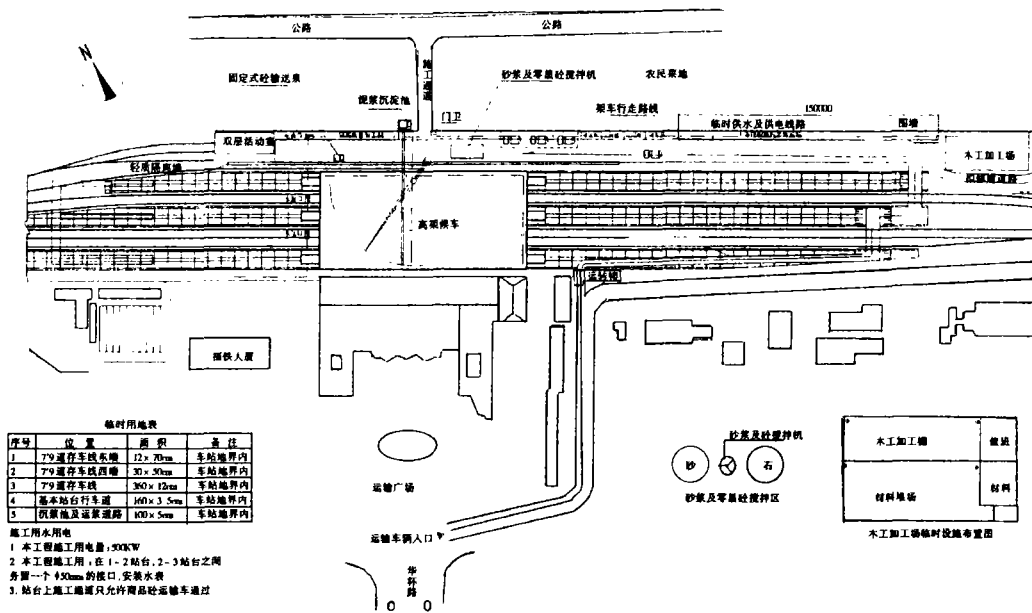 公路
公路
N
固定式砼输送泵
施工通道
砂浆及零星砼搅拌机
农民菜地
泥浆沉淀池
架车行走路线
150000
临时供水及供电线路
围墙
双层活动室
木工加工场
轻质隔离墙
高架候车
福铁大厦
临时用地表
序号 位置 面积 备注
1 7'9道存车线东端 12×70m 车站地界内
2 7'9道存车线西端 30×50m 车站地界内
3 7'9道存车线 360×12m 车站地界内
4 基本站台行车道 160×3.5m 车站地界内
5 沉浆池及运浆道路 100×5m 车站地界内
施工用水用电
1 本工程施工用电量:500KW
2 本工程施工用:在1-2站台,2-3站台之间
各留一个φ50mm的接口,安装水表
3.站台上施工通道只允许商品砼运输车通过
运输广场
运输车辆入口
华林路
砂浆及砼搅拌机
砂
石
砂浆及零星砼搅拌区
木工加工棚
值班
材料堆场
材料
木工加工场临时设施布置图